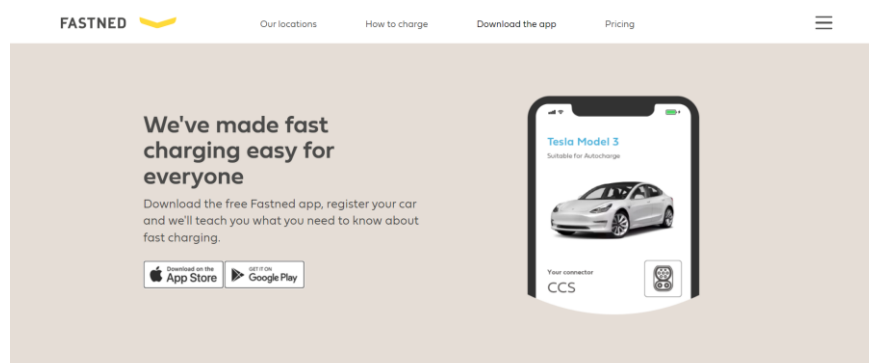 FASTNED
Our locations
How to charge
Download the app
Pricing
We've made fast
charging easy for
everyone
Download the free Fastned app, register your car
and we'll teach you what you need to know about
fast charging.
Download on the
App Store
GET IT ON
Google Play
Tesla Model 3
Suitable for Autocharge
Your connector
CCS